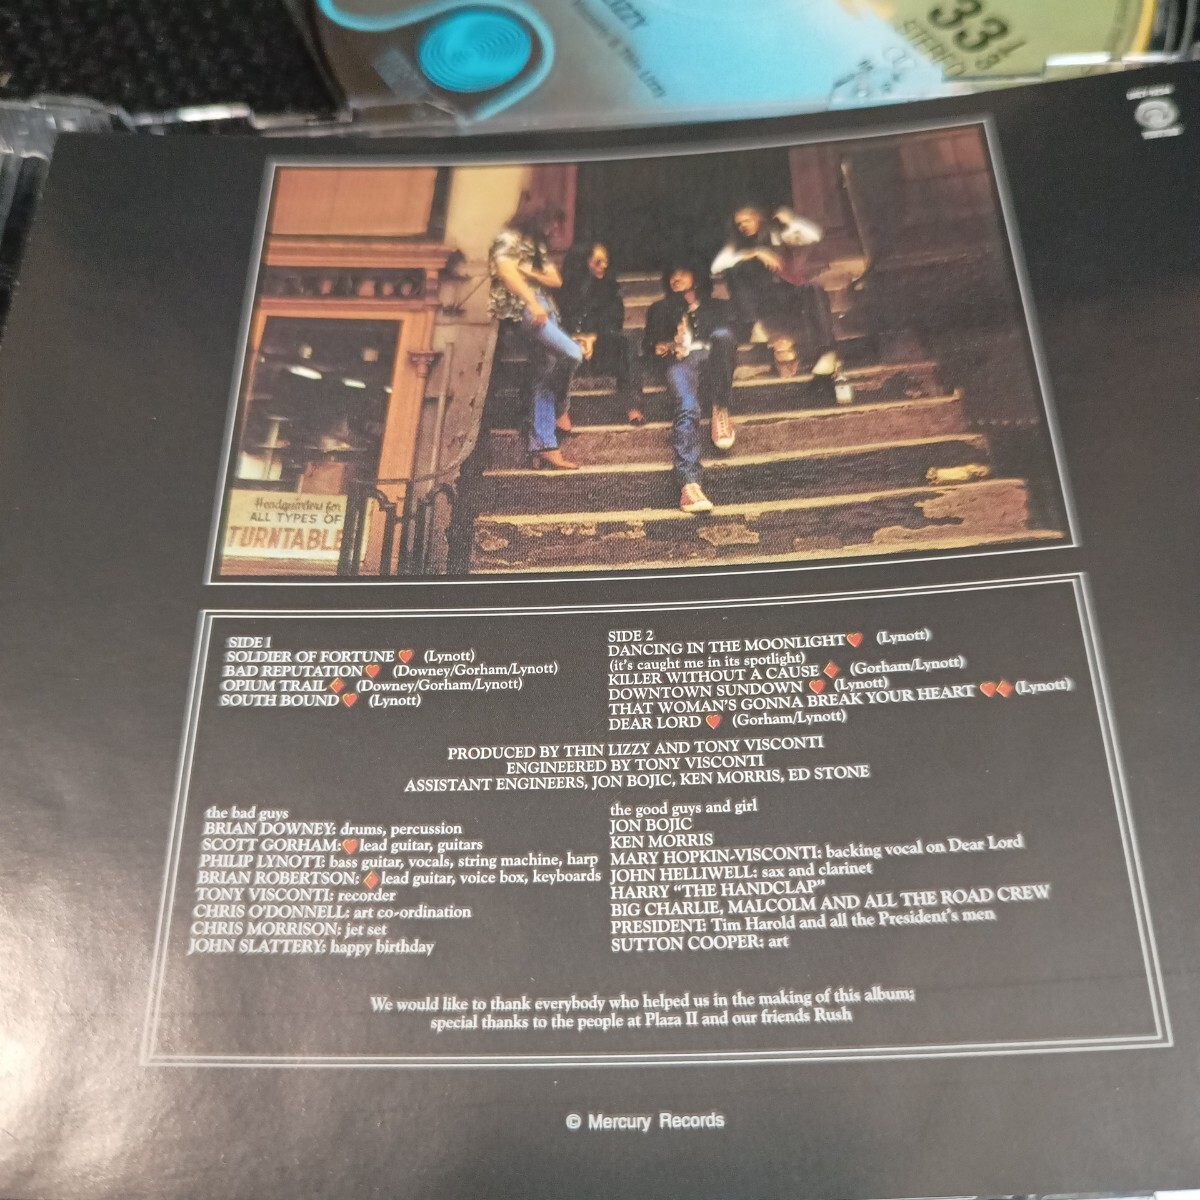 LIZZY
33 1/3
STEREO
Headquarters for
ALL TYPES OF
TURNTABLE
SIDE 1
SOLDIER OF FORTUNE ♥ (Lynott)
BAD REPUTATION ♥ (Downey/Gorham/Lynott)
OPIUM TRAIL ♦ (Downey/Gorham/Lynott)
SOUTH BOUND ♥ (Lynott)
SIDE 2
DANCING IN THE MOONLIGHT ♥ (Lynott)
(it's caught me in its spotlight)
KILLER WITHOUT A CAUSE ♦ (Gorham/Lynott)
DOWNTOWN SUNDOWN ♥ (Lynott)
THAT WOMAN'S GONNA BREAK YOUR HEART ♥♦ (Lynott)
DEAR LORD ♥ (Gorham/Lynott)
PRODUCED BY THIN LIZZY AND TONY VISCONTI
ENGINEERED BY TONY VISCONTI
ASSISTANT ENGINEERS, JON BOJIC, KEN MORRIS, ED STONE
the bad guys
BRIAN DOWNEY: drums, percussion
SCOTT GORHAM: ♥ lead guitar, guitars
PHILIP LYNOTT: bass guitar, vocals, string machine, harp
BRIAN ROBERTSON: ♦ lead guitar, voice box, keyboards
TONY VISCONTI: recorder
CHRIS O'DONNELL: art co-ordination
CHRIS MORRISON: jet set
JOHN SLATTERY: happy birthday
the good guys and girl
JON BOJIC
KEN MORRIS
MARY HOPKIN-VISCONTI: backing vocal on Dear Lord
JOHN HELLIWELL: sax and clarinet
HARRY "THE HANDCLAP"
BIG CHARLIE, MALCOLM AND ALL THE ROAD CREW
PRESIDENT: Tim Harold and all the President's men
SUTTON COOPER: art
We would like to thank everybody who helped us in the making of this album;
special thanks to the people at Plaza II and our friends Rush
© Mercury Records